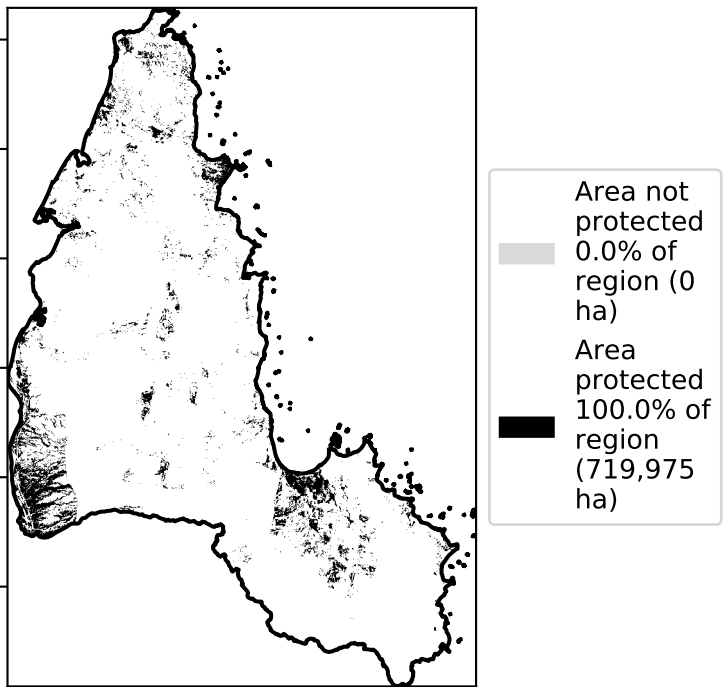 Area not
protected
0.0% of
region (0
ha)
Area
protected
100.0% of
region
(719,975
ha)